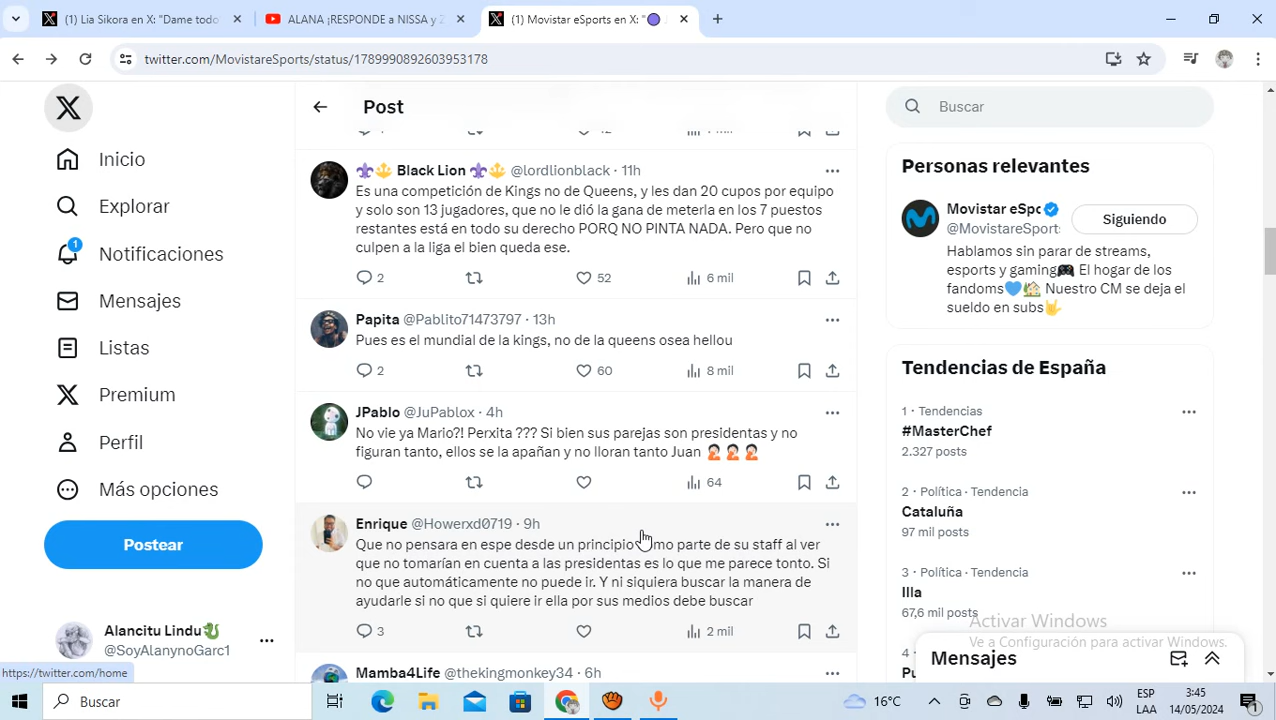 (1) Lia Sikora en X: "Dame todo
ALANA ¡RESPONDE a NISSA y Z
(1) Movistar eSports en X: "
twitter.com/MovistareSports/status/1789990892603953178
Post
Buscar
Inicio
Explorar
1
Notificaciones
Mensajes
Listas
Premium
Perfil
Más opciones
Postear
Alancitu Lindu🐉
@SoyAlanynoGarc1
https://twitter.com/home
⚜️🔱 Black Lion ⚜️🔱 @lordlionblack · 11h
Es una competición de Kings no de Queens, y les dan 20 cupos por equipo
y solo son 13 jugadores, que no le dió la gana de meterla en los 7 puestos
restantes está en todo su derecho PORQ NO PINTA NADA. Pero que no
culpen a la liga el bien queda ese.
2 52 6 mil
Papita @Pablito71473797 · 13h
Pues es el mundial de la kings, no de la queens osea hellou
2 60 8 mil
JPablo @JuPablox · 4h
No vie ya Mario?! Perxita ??? Si bien sus parejas son presidentas y no
figuran tanto, ellos se la apañan y no lloran tanto Juan 🤦🏻🤦🏻🤦🏻
64
Enrique @Howerxd0719 · 9h
Que no pensara en espe desde un principio mo parte de su staff al ver
que no tomarían en cuenta a las presidentas es lo que me parece tonto. Si
no que automáticamente no puede ir. Y ni siquiera buscar la manera de
ayudarle si no que si quiere ir ella por sus medios debe buscar
3 2 mil
Mamba4Life @thekingmonkey34 · 6h
Personas relevantes
Movistar eSpo
@MovistareSport
Siguiendo
Hablamos sin parar de streams,
esports y gaming🎮 El hogar de los
fandoms💙🏡 Nuestro CM se deja el
sueldo en subs🤟
Tendencias de España
1 · Tendencias
#MasterChef
2.327 posts
2 · Política · Tendencia
Cataluña
97 mil posts
3 · Política · Tendencia
Illa
67,6 mil posts
4 ·
Activar Windows
Ve a Configuración para activar Windows.
Mensajes
Buscar
16°C
ESP
LAA
3:45
14/05/2024
1